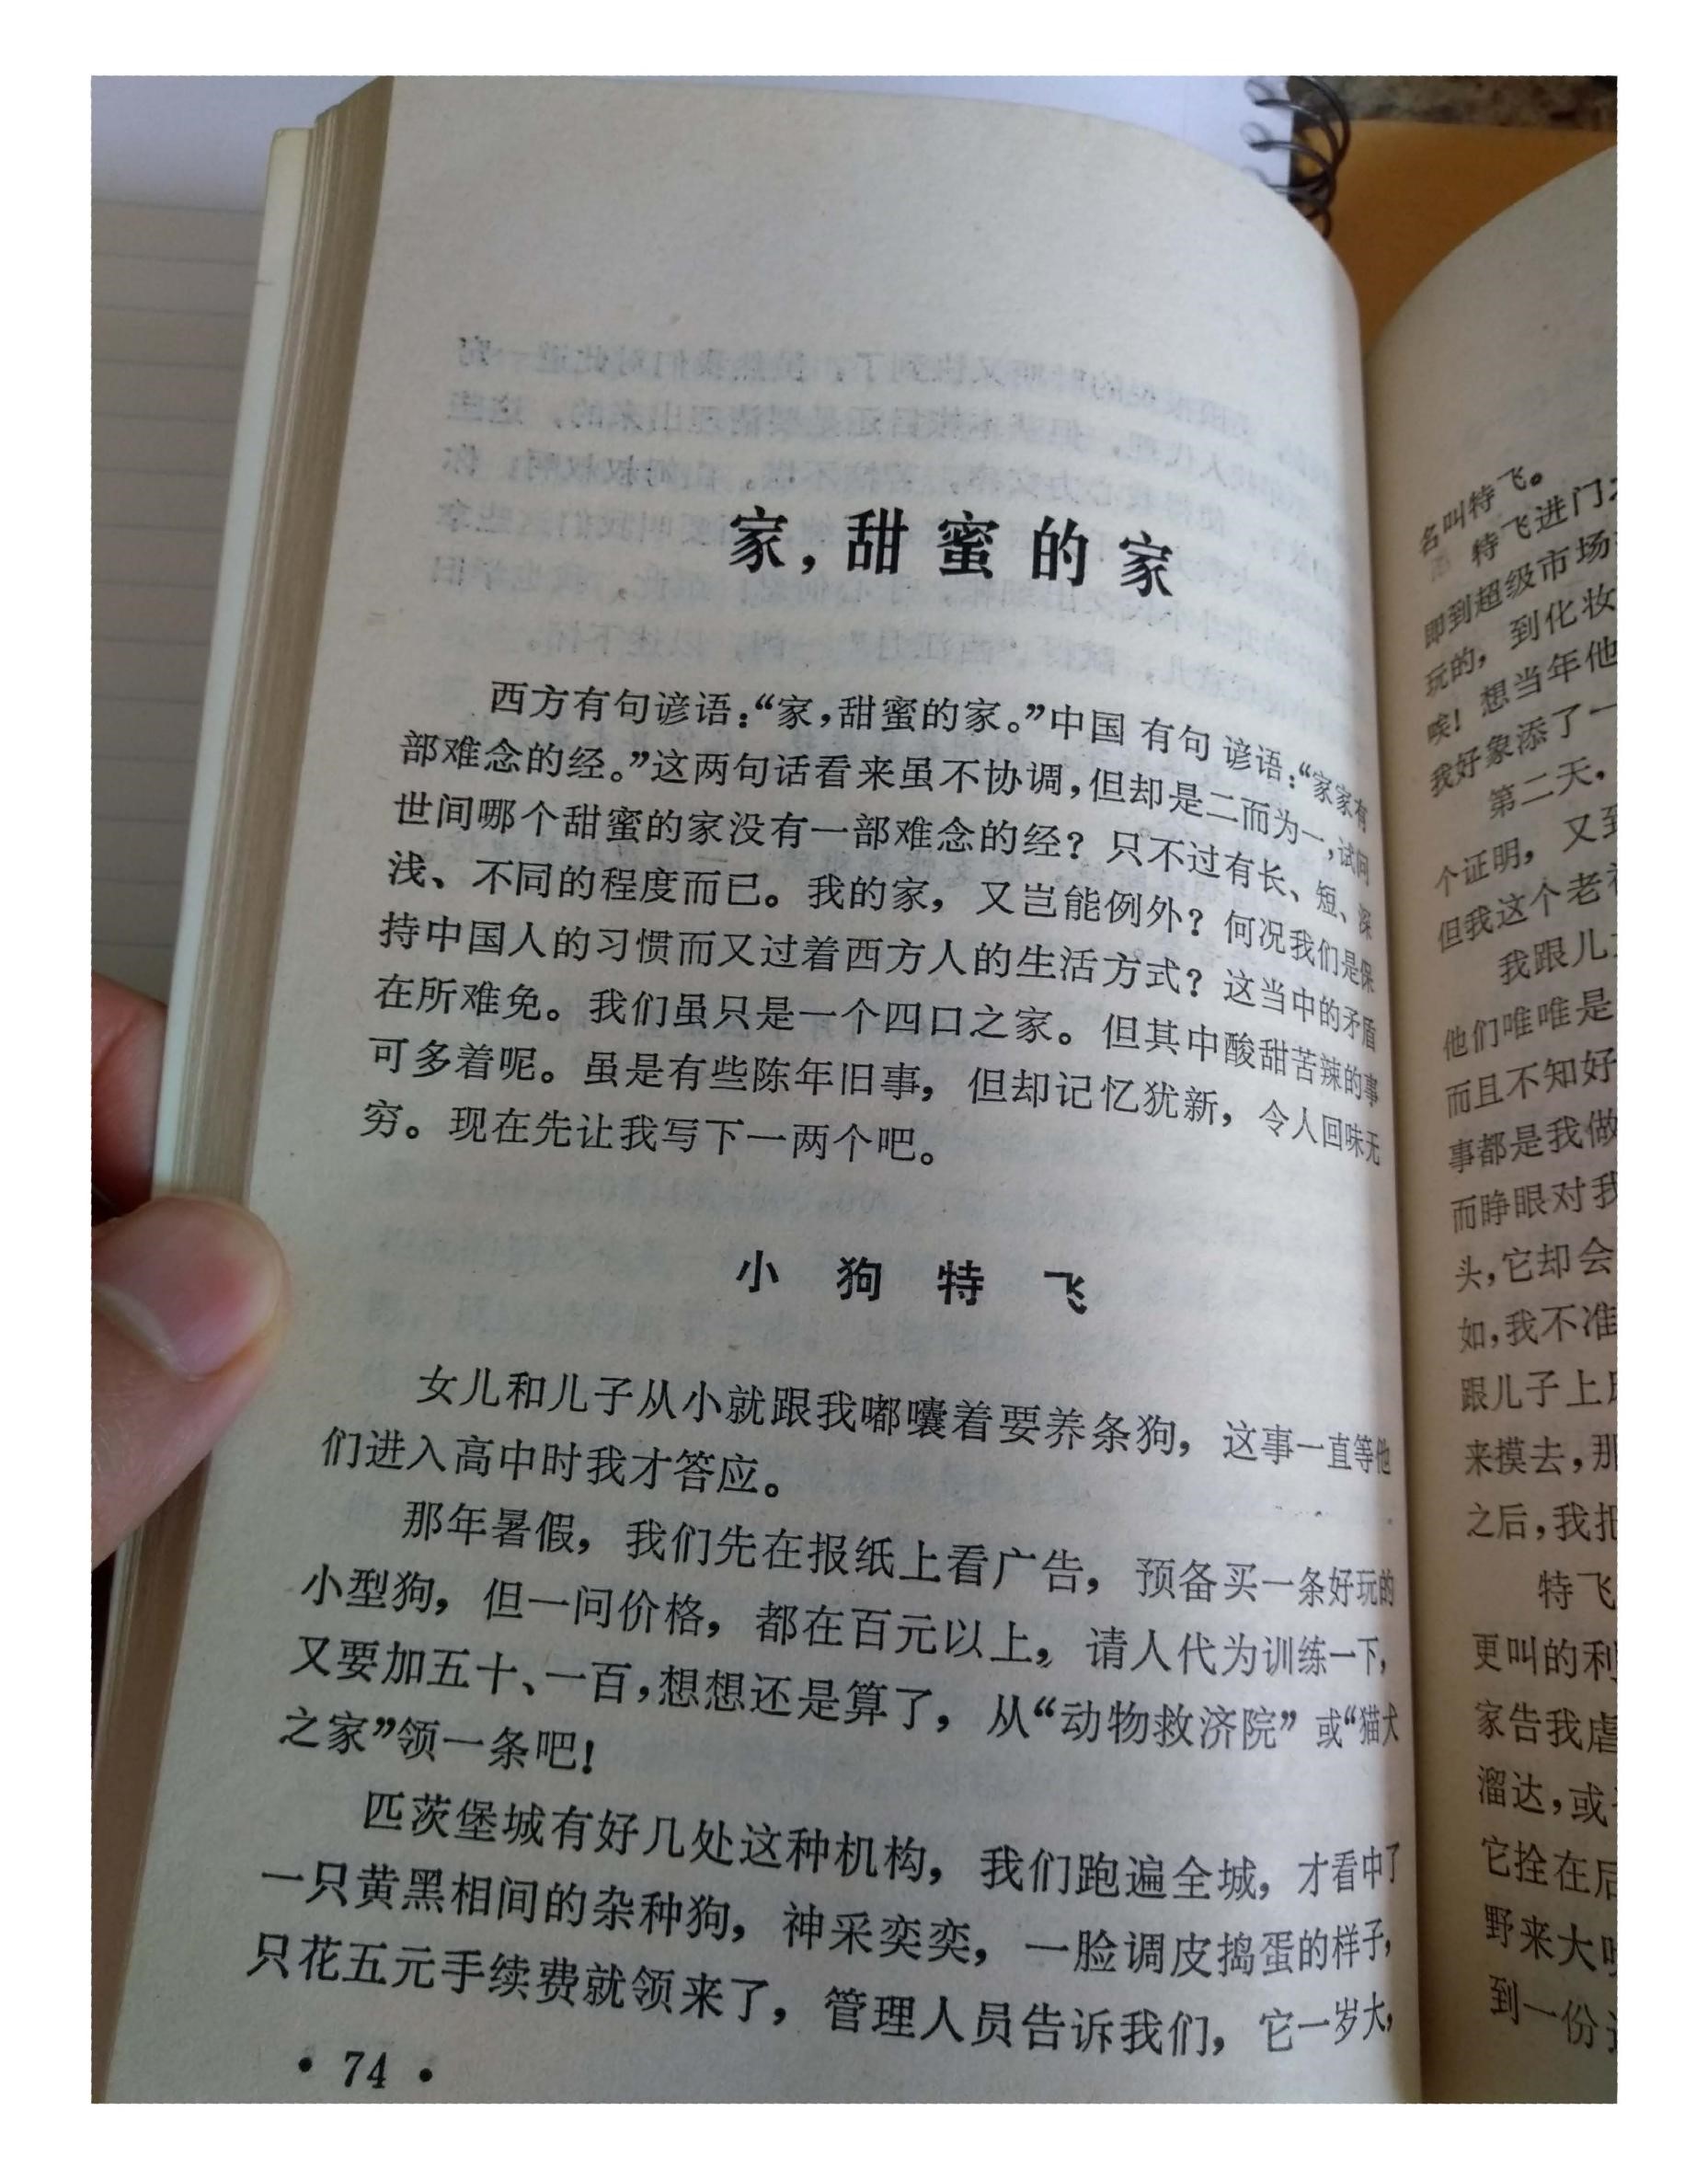 家，甜蜜的家
西方有句谚语：“家，甜蜜的家。”中国有句谚语：“家家有
部难念的经。”这两句话看来虽不协调，但却是二而为一，试问
世间哪个甜蜜的家没有一部难念的经？只不过有长、短、深
浅、不同的程度而已。我的家，又岂能例外？何况我们是保
持中国人的习惯而又过着西方人的生活方式？这当中的矛盾
在所难免。我们虽只是一个四口之家。但其中酸甜苦辣的事
可多着呢。虽是有些陈年旧事，但却记忆犹新，令人回味无
穷。现在先让我写下一两个吧。
小狗特飞
女儿和儿子从小就跟我嘟囔着要养条狗，这事一直等他
们进入高中时我才答应。
那年暑假，我们先在报纸上看广告，预备买一条好玩的
小型狗，但一问价格，都在百元以上，请人代为训练一下，
又要加五十、一百，想想还是算了，从“动物救济院”或“猫犬
之家”领一条吧！
匹茨堡城有好几处这种机构，我们跑遍全城，才看中了
一只黄黑相间的杂种狗，神采奕奕，一脸调皮捣蛋的样子，
只花五元手续费就领来了，管理人员告诉我们，它一岁大，
• 74 •
名叫特飞。
特飞进门
即到超级市场
玩的，到化妆
唉！想当年他
我好象添了一
第二天，
个证明，又到
但我这个老
我跟儿
他们唯唯是
而且不知好
事都是我做
而睁眼对我
头，它却会
如，我不准
跟儿子上
来摸去，那
之后，我把
特飞
更叫的利
家告我虐
溜达，或
它拴在后
野来大
到一份